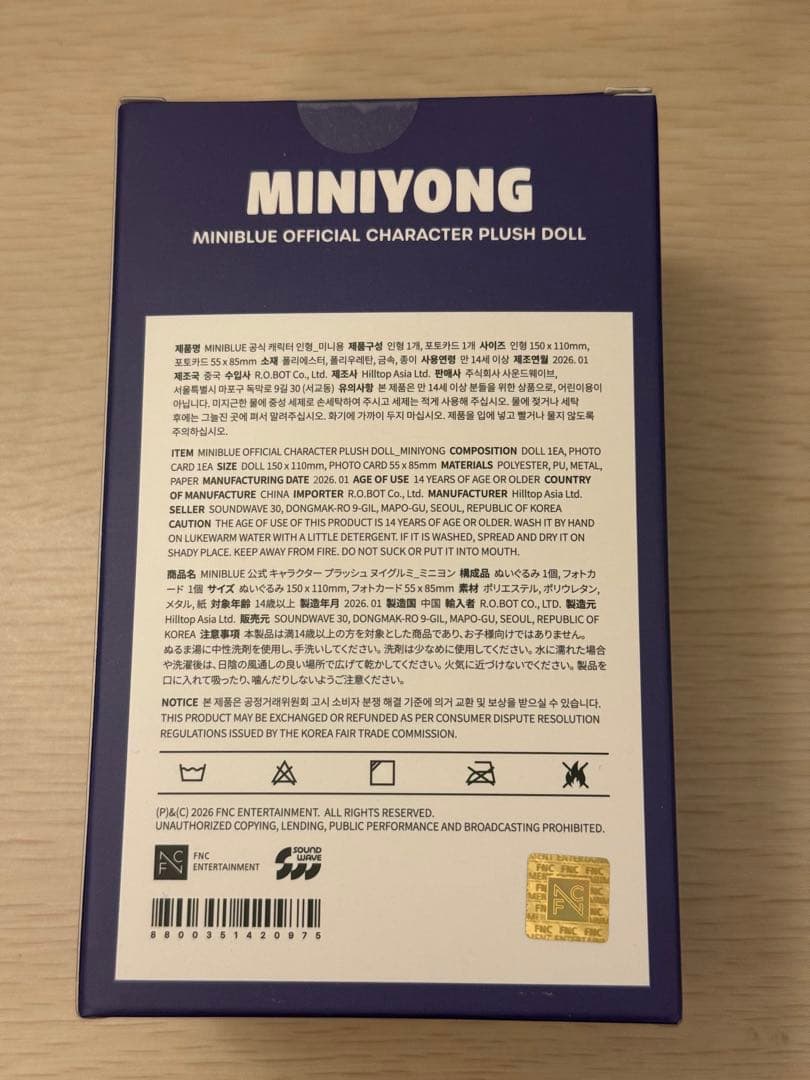 MINIYONG
MINIBLUE OFFICIAL CHARACTER PLUSH DOLL
제품명 MINIBLUE 공식 캐릭터 인형_미니용 제품구성 인형 1개, 포토카드 1개 사이즈 인형 150 x 110mm,
포토카드 55 x 85mm 소재 폴리에스터, 폴리우레탄, 금속, 종이 사용연령 만 14세 이상 제조연월 2026. 01
제조국 중국 수입사 R.O.BOT Co., Ltd. 제조사 Hilltop Asia Ltd. 판매사 주식회사 사운드웨이브,
서울특별시 마포구 독막로 9길 30 (서교동) 유의사항 본 제품은 만 14세 이상 분들을 위한 상품으로, 어린이용이
아닙니다. 미지근한 물에 중성 세제로 손세탁하여 주시고 세제는 적게 사용해 주십시오. 물에 젖거나 세탁
후에는 그늘진 곳에 펴서 말려주십시오. 화기에 가까이 두지 마십시오. 제품을 입에 넣고 빨거나 물지 않도록
주의하십시오.
ITEM MINIBLUE OFFICIAL CHARACTER PLUSH DOLL_MINIYONG COMPOSITION DOLL 1EA, PHOTO
CARD 1EA SIZE DOLL 150 x 110mm, PHOTO CARD 55 x 85mm MATERIALS POLYESTER, PU, METAL,
PAPER MANUFACTURING DATE 2026. 01 AGE OF USE 14 YEARS OF AGE OR OLDER COUNTRY
OF MANUFACTURE CHINA IMPORTER R.O.BOT Co., Ltd. MANUFACTURER Hilltop Asia Ltd.
SELLER SOUNDWAVE 30, DONGMAK-RO 9-GIL, MAPO-GU, SEOUL, REPUBLIC OF KOREA
CAUTION THE AGE OF USE OF THIS PRODUCT IS 14 YEARS OF AGE OR OLDER. WASH IT BY HAND
ON LUKEWARM WATER WITH A LITTLE DETERGENT. IF IT IS WASHED, SPREAD AND DRY IT ON
SHADY PLACE. KEEP AWAY FROM FIRE. DO NOT SUCK OR PUT IT INTO MOUTH.
商品名 MINIBLUE 公式 キャラクター プラッシュ ヌイグルミ_ミニヨン 構成品 ぬいぐるみ 1個, フォトカ
ード 1個 サイズ ぬいぐるみ 150 x 110mm, フォトカード 55 x 85mm 素材 ポリエステル, ポリウレタン,
メタル, 紙 対象年齢 14歳以上 製造年月 2026. 01 製造国 中国 輸入者 R.O.BOT CO., LTD. 製造元
Hilltop Asia Ltd. 販売元 SOUNDWAVE 30, DONGMAK-RO 9-GIL, MAPO-GU, SEOUL, REPUBLIC OF
KOREA 注意事項 本製品は満14歳以上の方を対象とした商品であり、お子様向けではありません。
ぬるま湯に中性洗剤を使用し、手洗いしてください。洗剤は少なめに使用してください。水に濡れた場合
や洗濯後は、日陰の風通しの良い場所で広げて乾かしてください。火気に近づけないでください。製品を
口に入れて吸ったり、噛んだりしないようご注意ください。
NOTICE 본 제품은 공정거래위원회 고시 소비자 분쟁 해결 기준에 의거 교환 및 보상을 받으실 수 있습니다.
THIS PRODUCT MAY BE EXCHANGED OR REFUNDED AS PER CONSUMER DISPUTE RESOLUTION
REGULATIONS ISSUED BY THE KOREA FAIR TRADE COMMISSION.
(P)&(C) 2026 FNC ENTERTAINMENT. ALL RIGHTS RESERVED.
UNAUTHORIZED COPYING, LENDING, PUBLIC PERFORMANCE AND BROADCASTING PROHIBITED.
FNC
ENTERTAINMENT
SOUND
WAVE
8800351420975
FNC FNC FNC
FNC
FNC FNC FNC